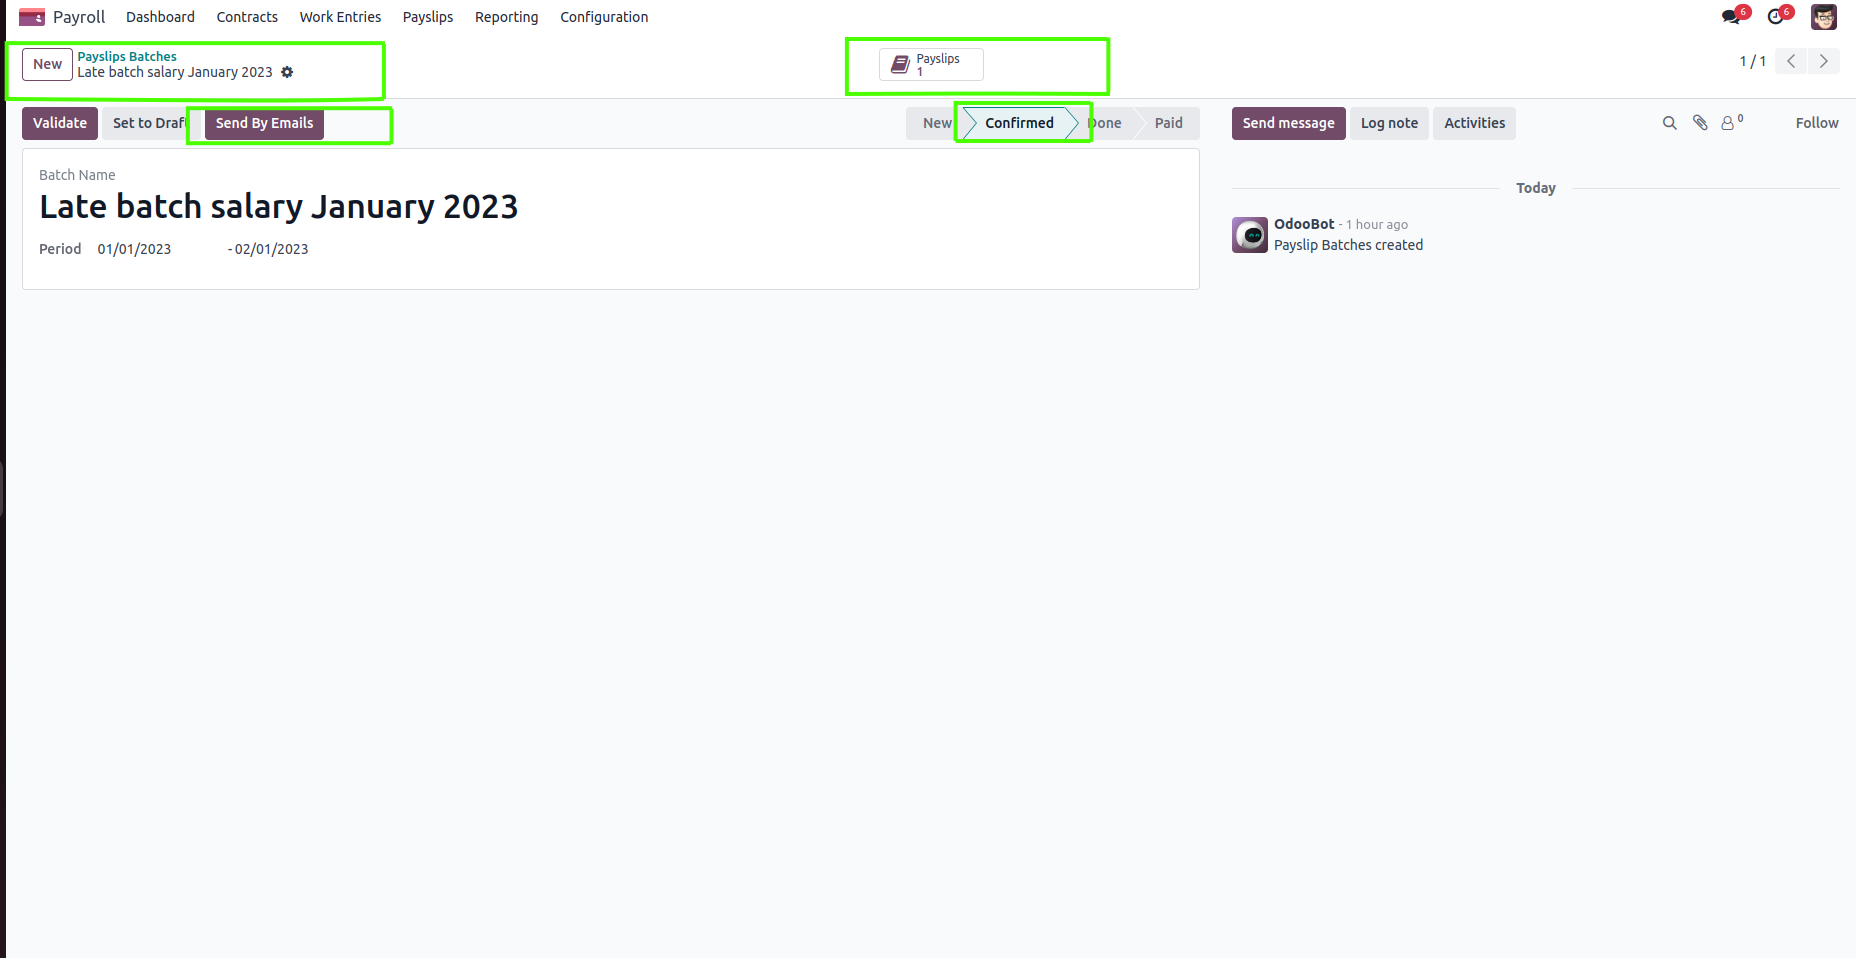 Payroll Dashboard Contracts Work Entries Payslips Reporting Configuration 6 6
New
Payslips Batches
Late batch salary January 2023
Payslips
1
1 / 1
Validate Set to Draft Send By Emails New Confirmed Done Paid
Send message Log note Activities 0 Follow
Batch Name
Late batch salary January 2023
Period 01/01/2023 - 02/01/2023
Today
OdooBot - 1 hour ago
Payslip Batches created